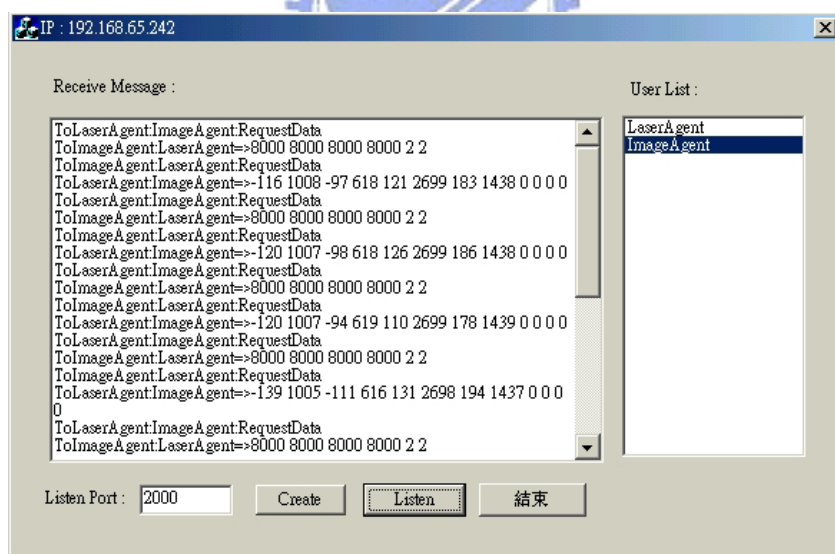 IP : 192.168.65.242
Receive Message :
User List :
ToLaserAgent:ImageAgent:RequestData
ToImageAgent:LaserAgent=>8000 8000 8000 8000 2 2
ToImageAgent:LaserAgent:RequestData
ToLaserAgent:ImageAgent=>-116 1008 -97 618 121 2699 183 1438 0 0 0 0
ToLaserAgent:ImageAgent:RequestData
ToImageAgent:LaserAgent=>8000 8000 8000 8000 2 2
ToImageAgent:LaserAgent:RequestData
ToLaserAgent:ImageAgent=>-120 1007 -98 618 126 2699 186 1438 0 0 0 0
ToLaserAgent:ImageAgent:RequestData
ToImageAgent:LaserAgent=>8000 8000 8000 8000 2 2
ToImageAgent:LaserAgent:RequestData
ToLaserAgent:ImageAgent=>-120 1007 -94 619 110 2699 178 1439 0 0 0 0
ToLaserAgent:ImageAgent:RequestData
ToImageAgent:LaserAgent=>8000 8000 8000 8000 2 2
ToImageAgent:LaserAgent:RequestData
ToLaserAgent:ImageAgent=>-139 1005 -111 616 131 2698 194 1437 0 0 0
0
ToLaserAgent:ImageAgent:RequestData
ToImageAgent:LaserAgent=>8000 8000 8000 8000 2 2
LaserAgent
ImageAgent
Listen Port : 2000 Create Listen 結束